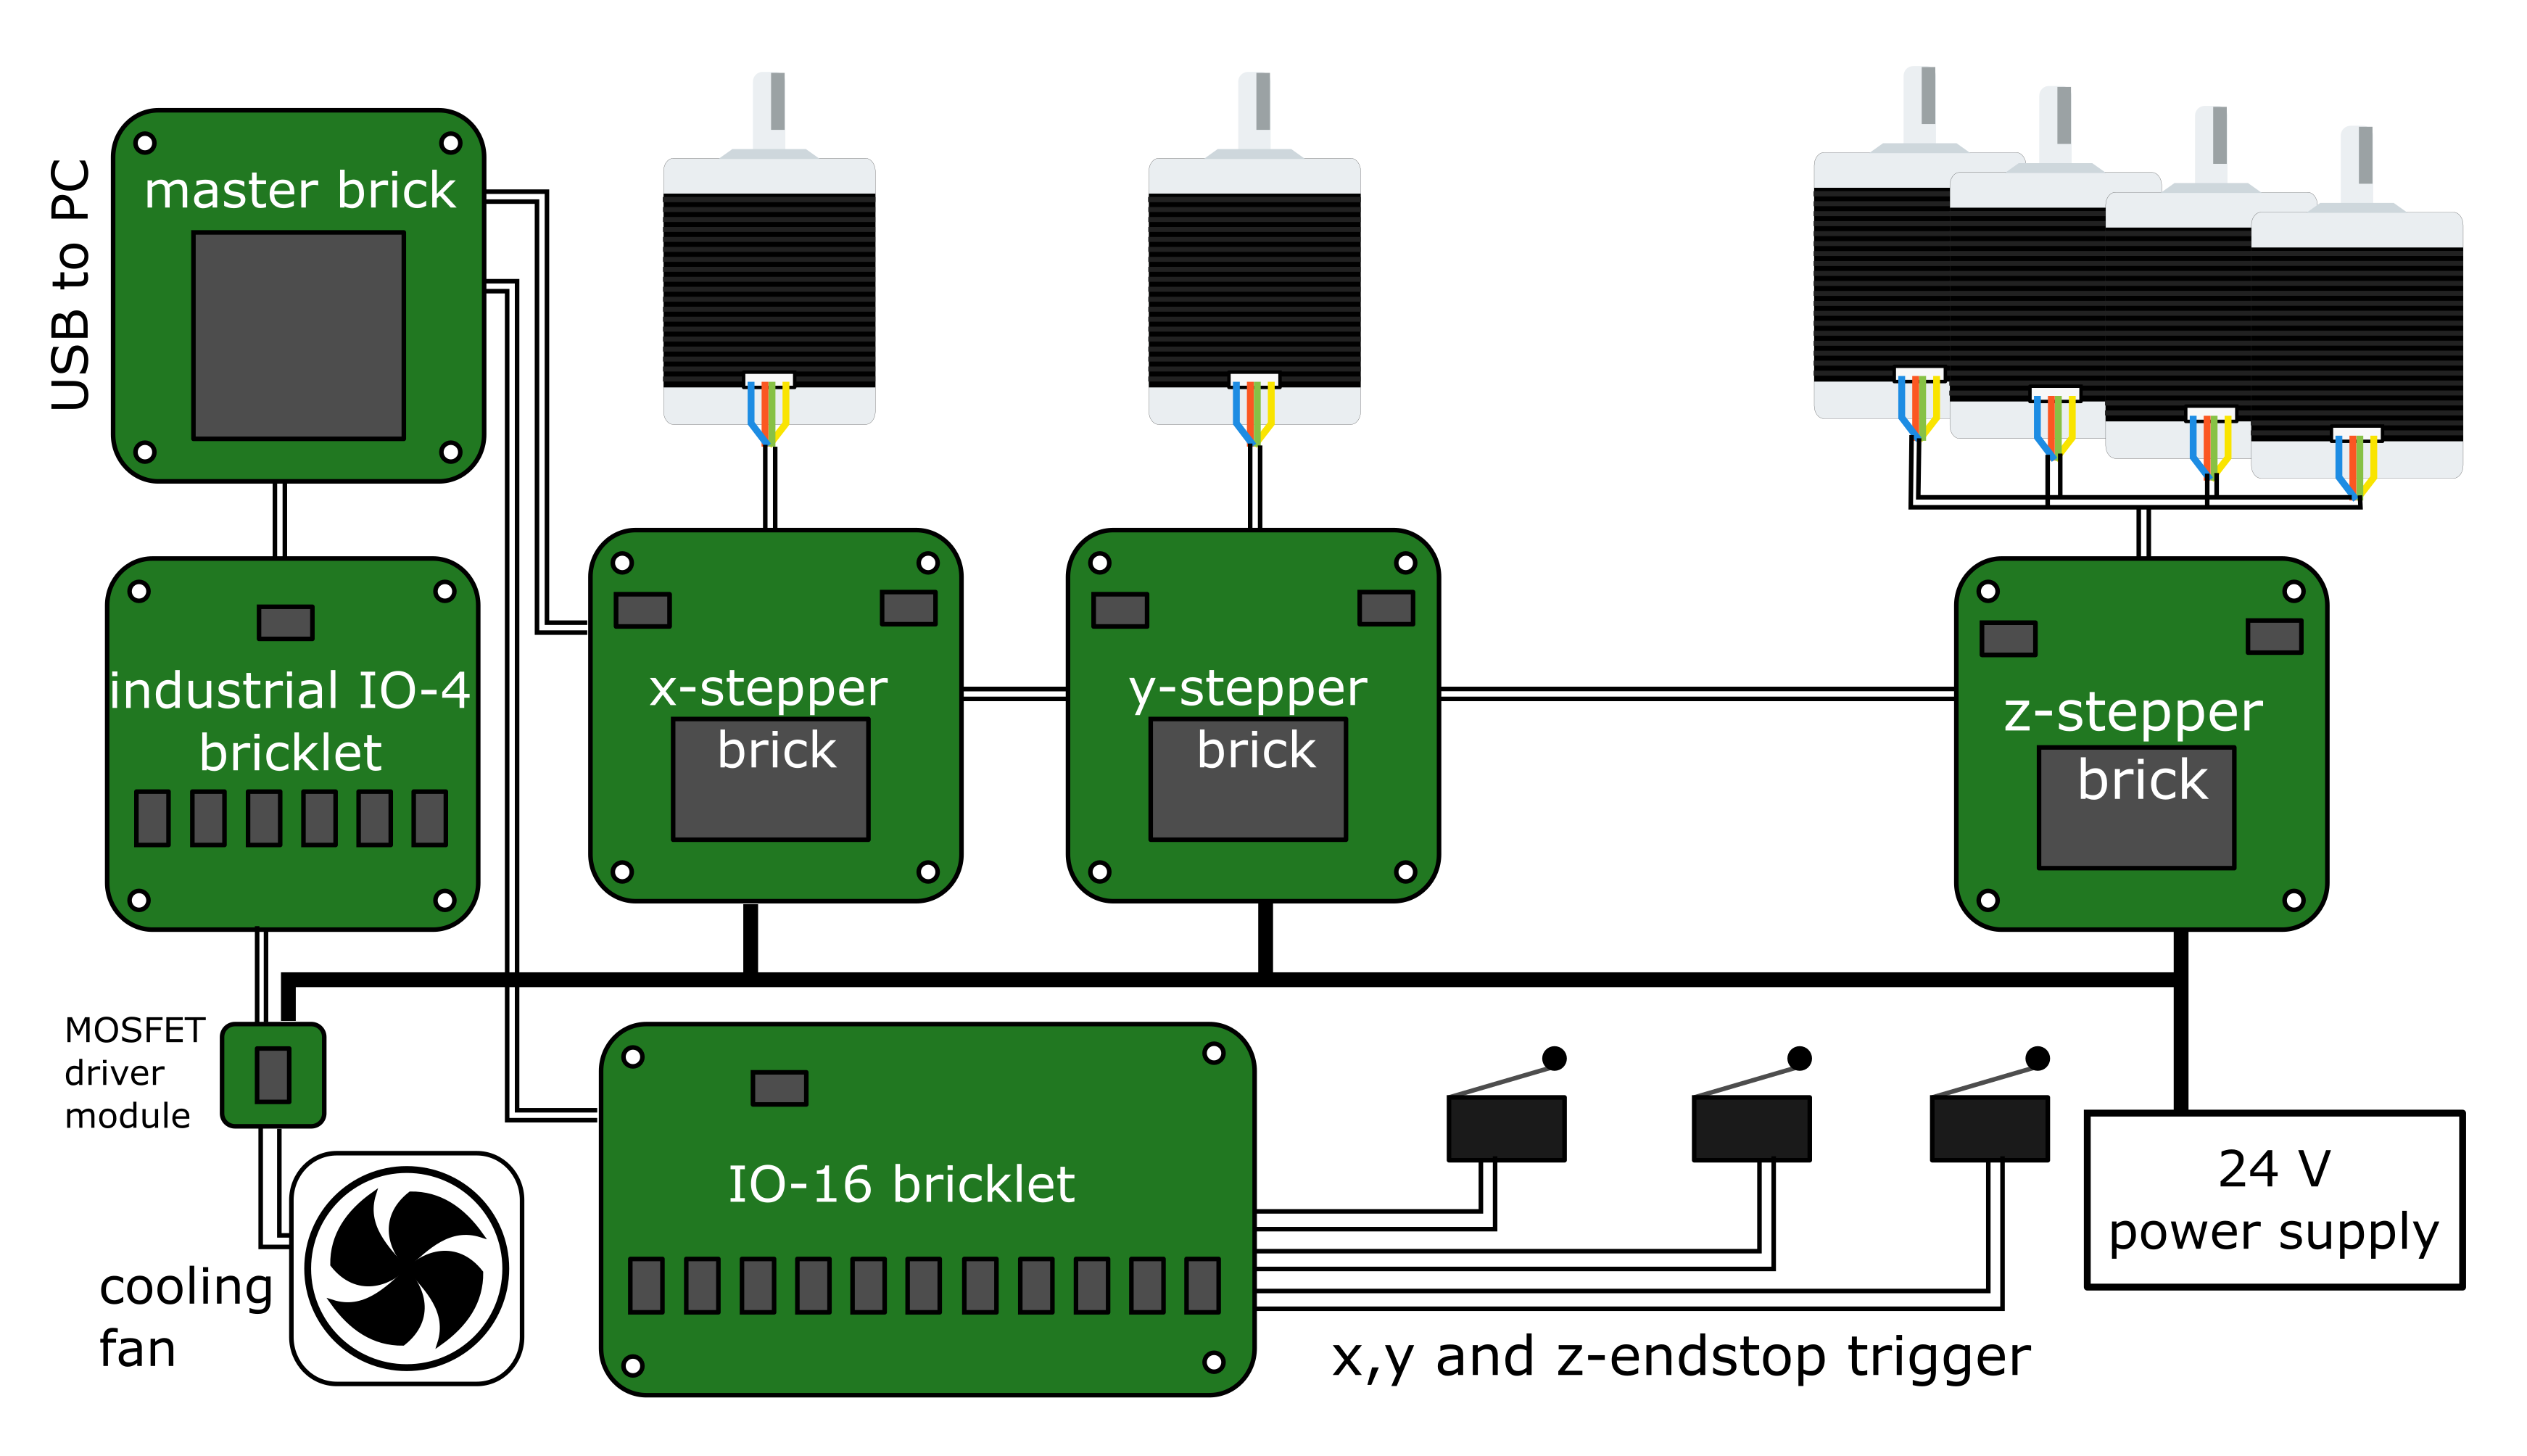 USB to PC
master brick
industrial IO-4
bricklet
x-stepper
brick
y-stepper
brick
z-stepper
brick
MOSFET
driver
module
cooling
fan
IO-16 bricklet
x,y and z-endstop trigger
24 V
power supply